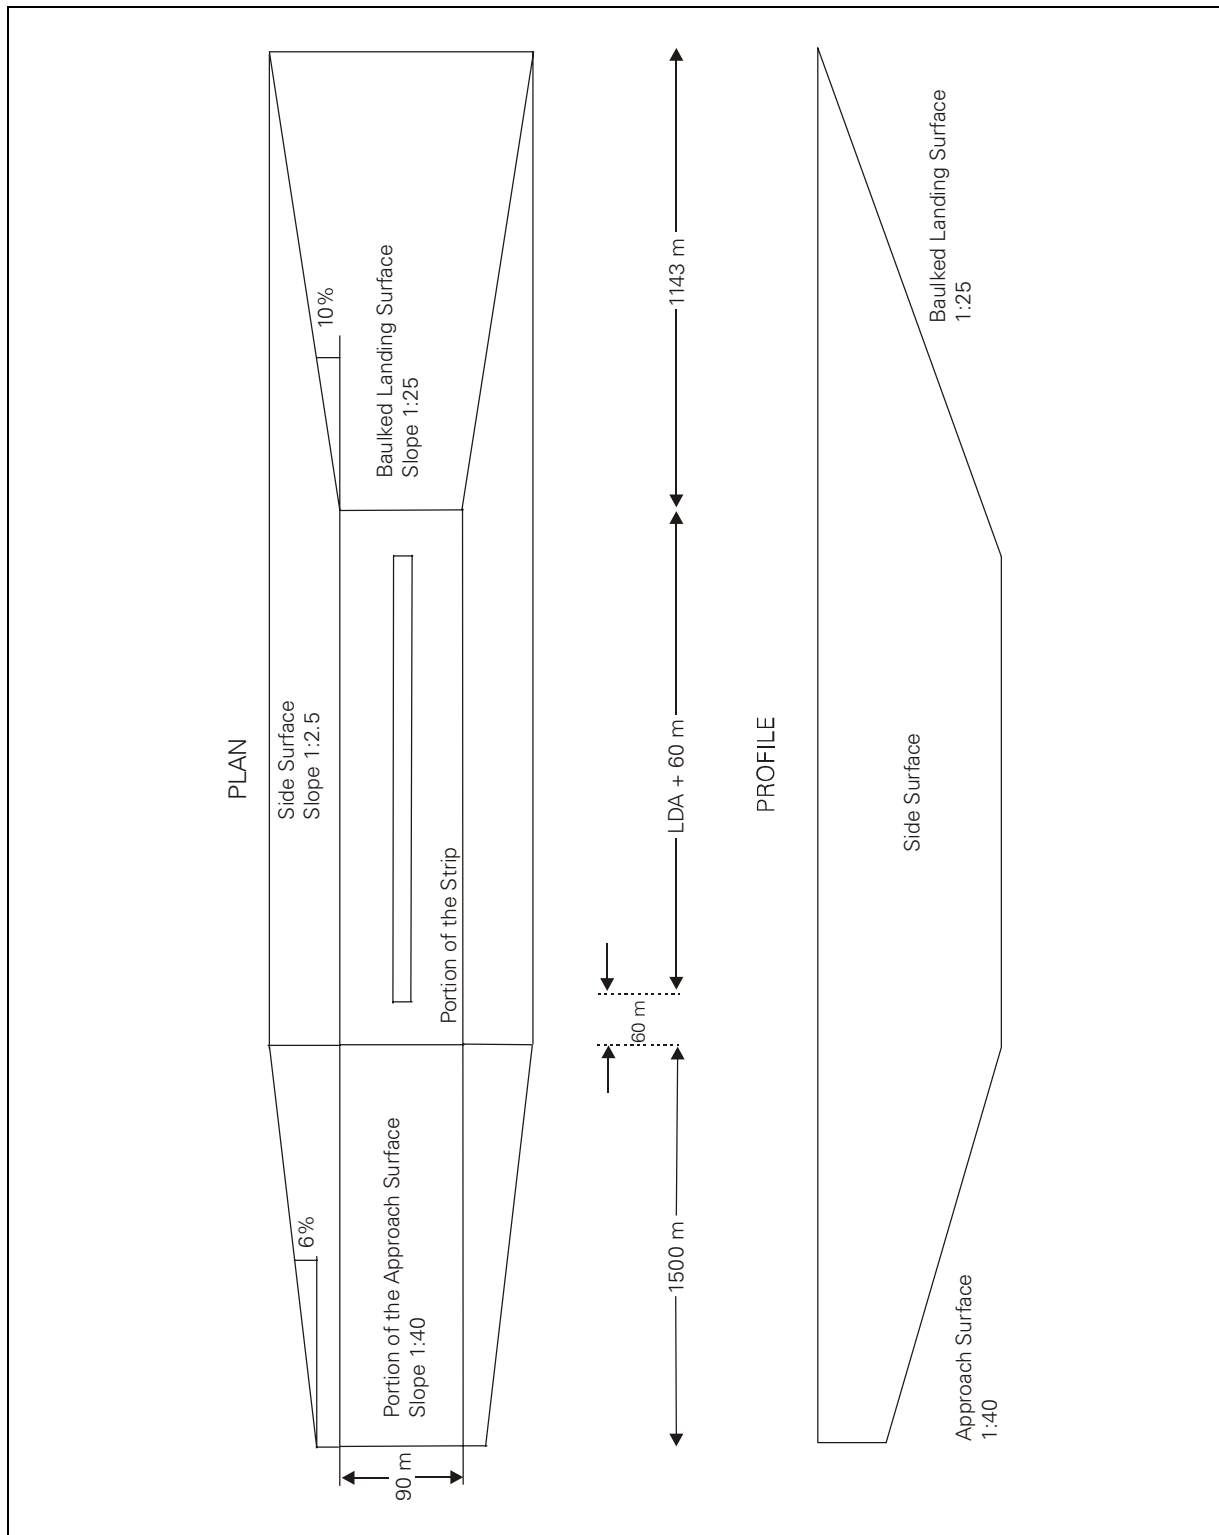 PLAN
Side Surface
Slope 1:2.5
10%
Baulked Landing Surface
Slope 1:25
Portion of the Strip
6%
Portion of the Approach Surface
Slope 1:40
90 m
1143 m
LDA + 60 m
60 m
1500 m
PROFILE
Baulked Landing Surface
1:25
Side Surface
Approach Surface
1:40